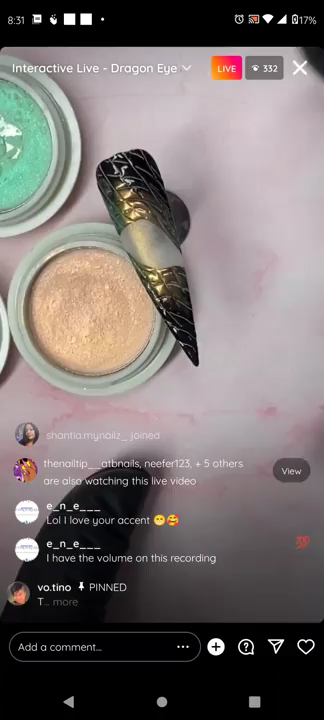 8:31
17%
Interactive Live - Dragon Eye
LIVE
332
shantia.mynailz_ joined
thenailtip__atbnails, neefer123, + 5 others
are also watching this live video
View
e_n_e___
Lol I love your accent 😁🥰
e_n_e___
I have the volume on this recording
💯
vo.tino PINNED
T... more
Add a comment...